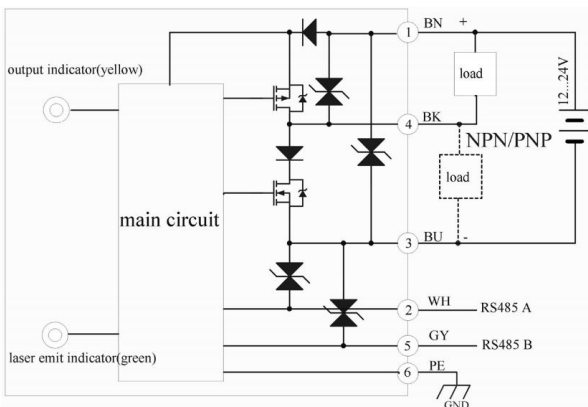 output indicator(yellow)
main circuit
laser emit indicator(green)
1 BN +
load
12...24V
4 BK
NPN/PNP
load
3 BU -
2 WH RS485 A
5 GY RS485 B
6 PE
GND